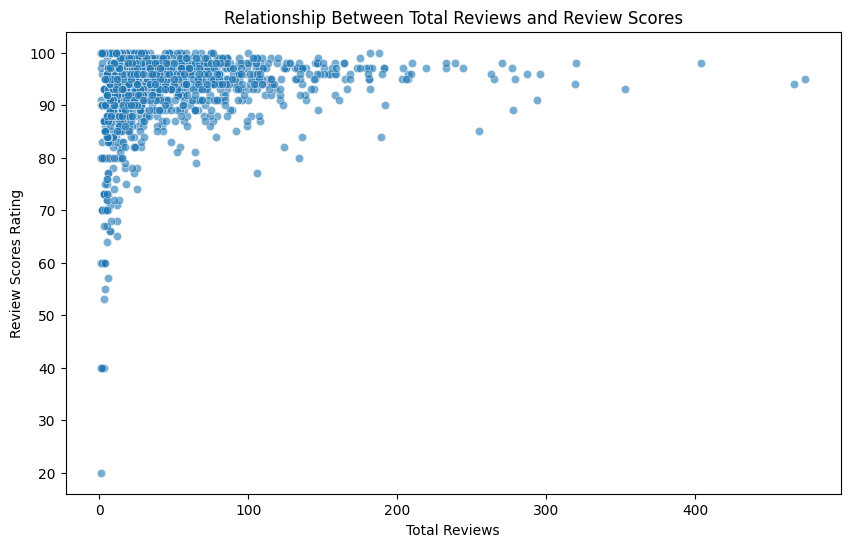 Relationship Between Total Reviews and Review Scores
100
90
80
70
60
50
40
30
20
Review Scores Rating
0 100 200 300 400
Total Reviews